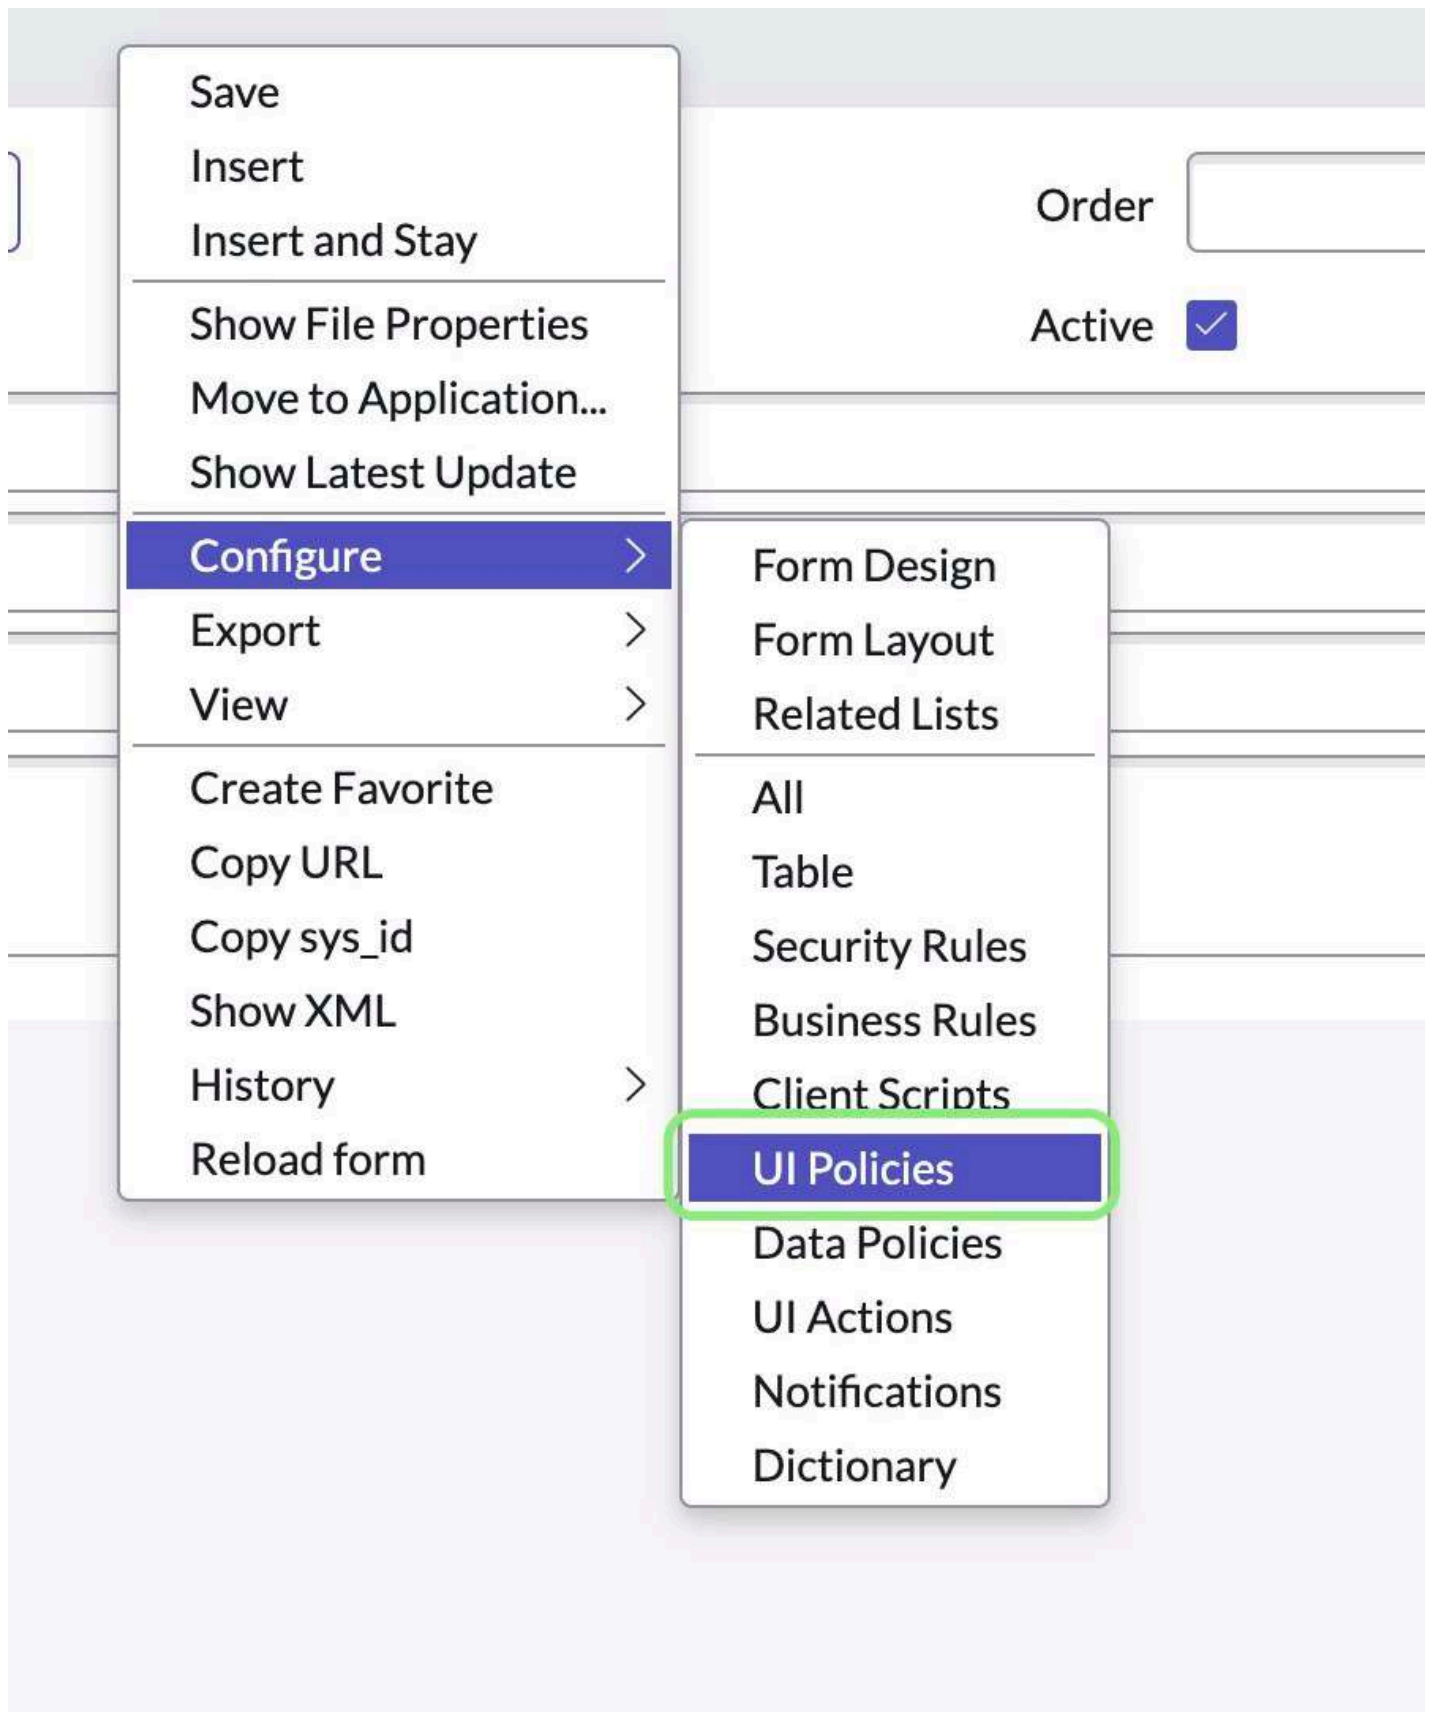 Save
Insert
Insert and Stay
Show File Properties
Move to Application...
Show Latest Update
Configure
Export
View
Create Favorite
Copy URL
Copy sys_id
Show XML
History
Reload form
Order
Active
Form Design
Form Layout
Related Lists
All
Table
Security Rules
Business Rules
Client Scripts
UI Policies
Data Policies
UI Actions
Notifications
Dictionary